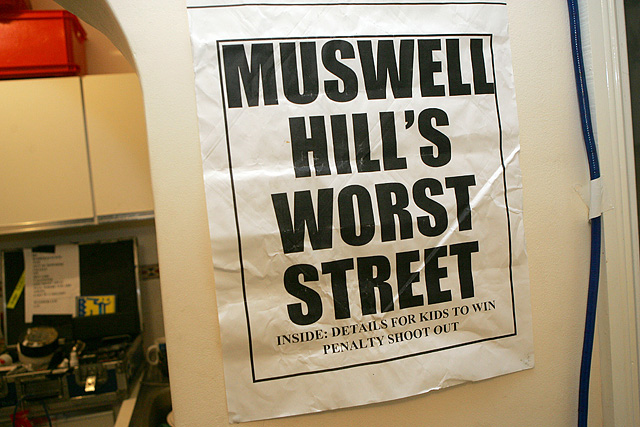 MUSWELL
HILL'S
WORST
STREET
INSIDE: DETAILS FOR KIDS TO WIN
PENALTY SHOOT OUT